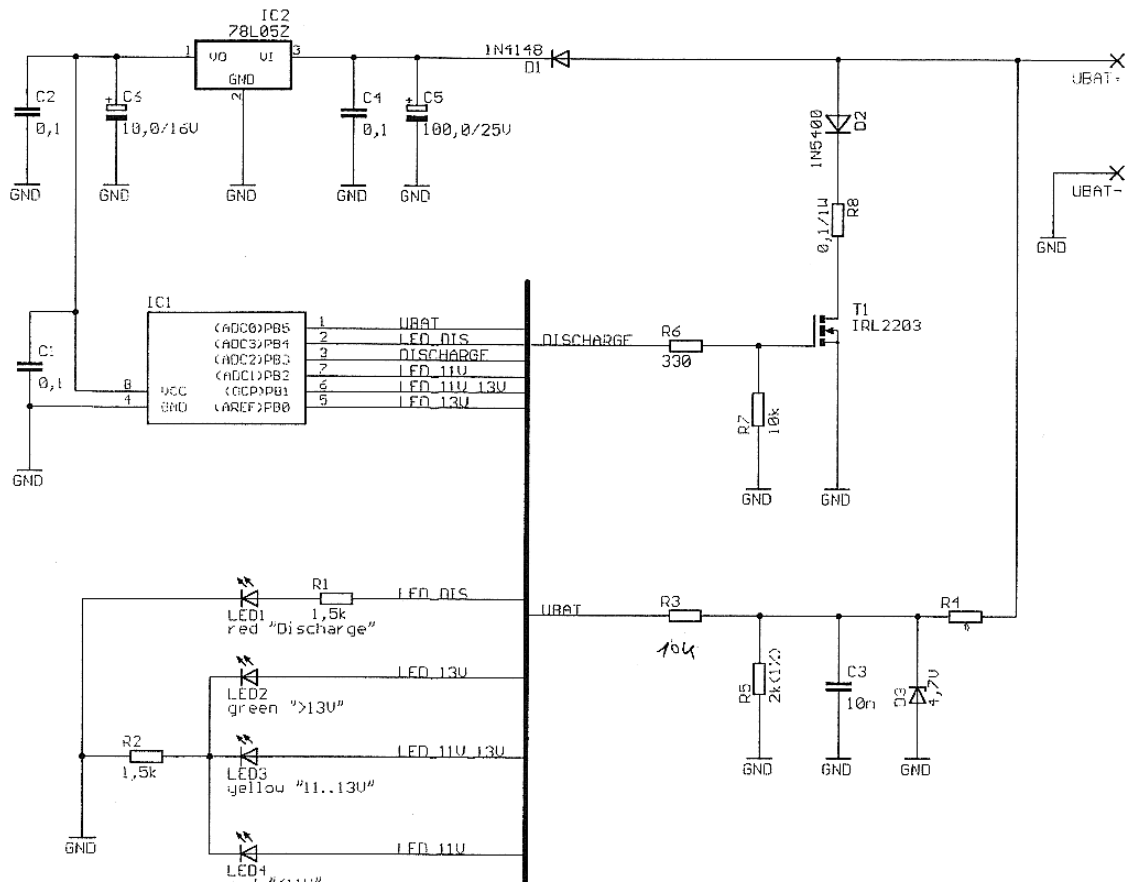 IC2
78L05Z
1 VO VI 3
GND
2
1N4148
D1
UBAT+
C2
0,1
C6
+
10,0/16V
C4
0,1
C5
+
100,0/25V
1N5400
D2
GND
GND
GND
GND
GND
UBAT-
GND
0,1/1W
R8
IC1
(ADC0)PB5 1 UBAT
(ADC3)PB4 2 LED_DIS
(ADC2)PB3 3 DISCHARGE
(ADC1)PB2 7 LED_11V
(OCP)PB1 6 LED_11V_13V
(AREF)PB0 5 LED_13V
8 VCC
4 GND
C1
0,1
GND
DISCHARGE
R6
330
T1
IRL2203
R7
10k
GND
GND
LED1
red "Discharge"
R1
1,5k
LED_DIS
UBAT
R3
10k
R4
R5
2k(1%)
C3
10n
D3
4,7V
GND
GND
GND
LED2
green ">13V"
LED_13V
R2
1,5k
LED3
yellow "11..13V"
LED_11V_13V
GND
LED4
LED_11V